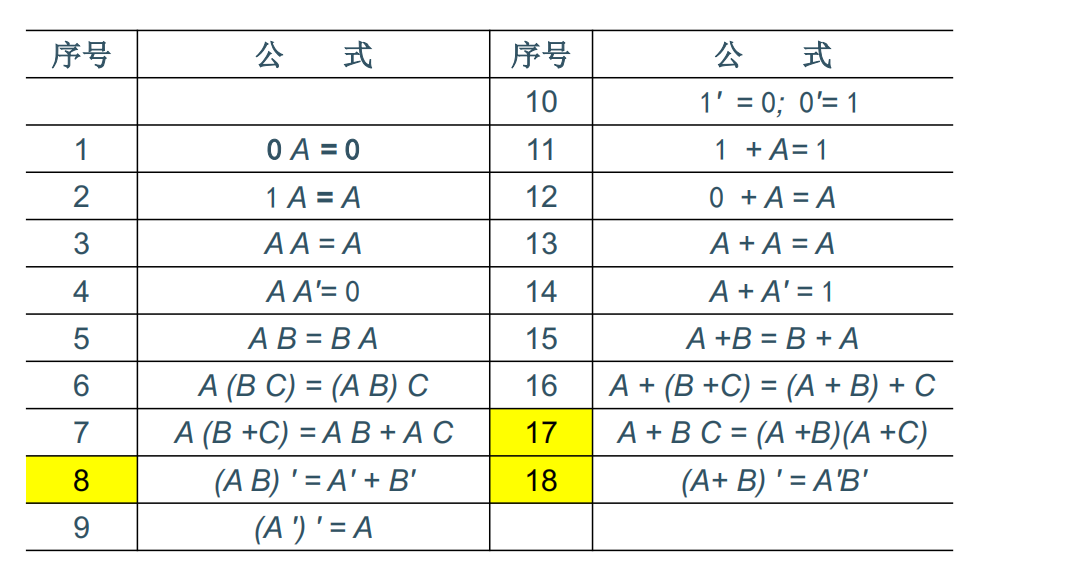 序号 公 式 序号 公 式
10 1′ = 0; 0′= 1
1 0 A = 0 11 1 + A= 1
2 1 A = A 12 0 + A = A
3 A A = A 13 A + A = A
4 A A′= 0 14 A + A′ = 1
5 A B = B A 15 A +B = B + A
6 A (B C) = (A B) C 16 A + (B +C) = (A + B) + C
7 A (B +C) = A B + A C 17 A + B C = (A +B)(A +C)
8 (A B) ′ = A′ + B′ 18 (A+ B) ′ = A′B′
9 (A ′) ′ = A